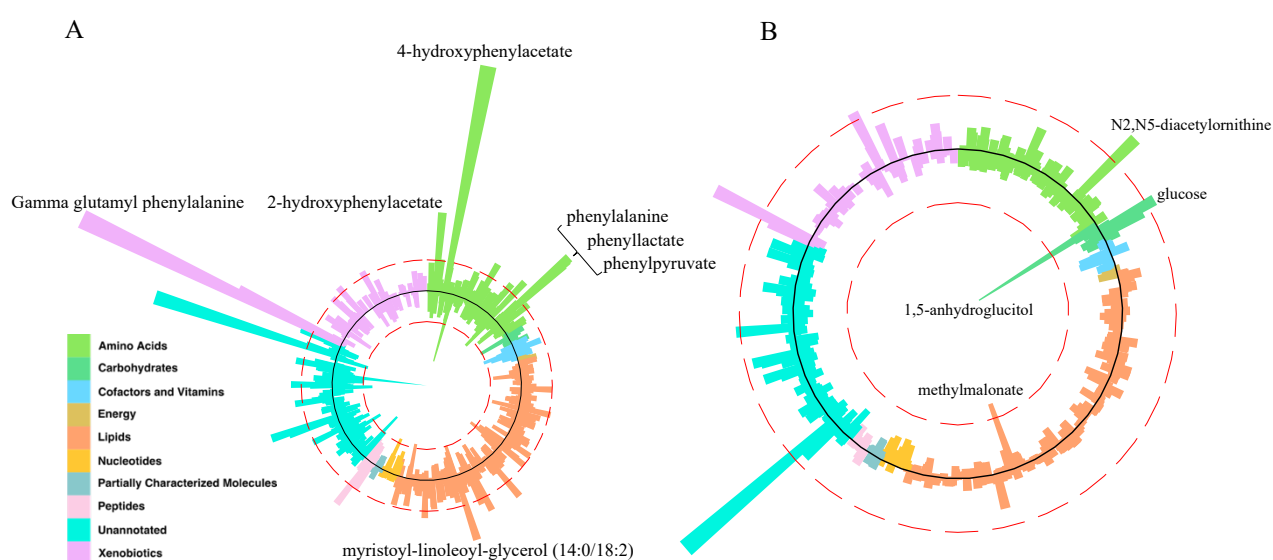 A
B
4-hydroxyphenylacetate
N2,N5-diacetylornithine
Gamma glutamyl phenylalanine
2-hydroxyphenylacetate
glucose
phenylalanine
phenyllactate
phenylpyruvate
1,5-anhydroglucitol
methylmalonate
Amino Acids
Carbohydrates
Cofactors and Vitamins
Energy
Lipids
Nucleotides
Partially Characterized Molecules
Peptides
Unannotated
Xenobiotics
myristoyl-linoleoyl-glycerol (14:0/18:2)